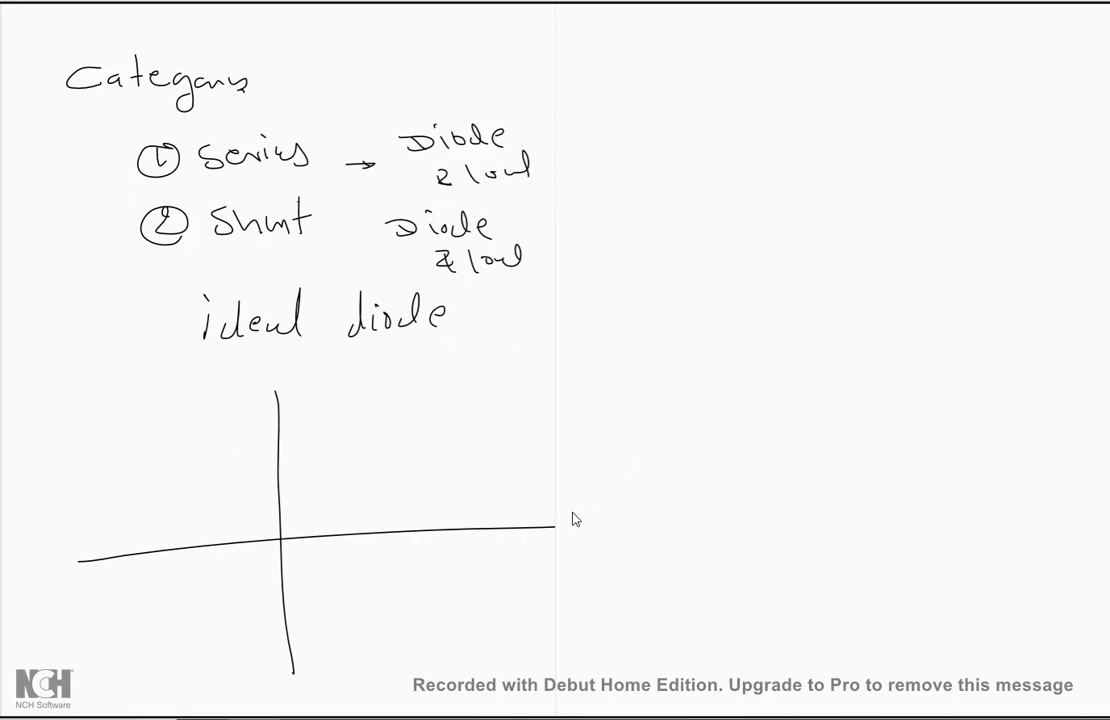 Category
① Series → Diode
& load
② Shunt Diode
& load
ideal diode
NCH
NCH Software
Recorded with Debut Home Edition. Upgrade to Pro to remove this message